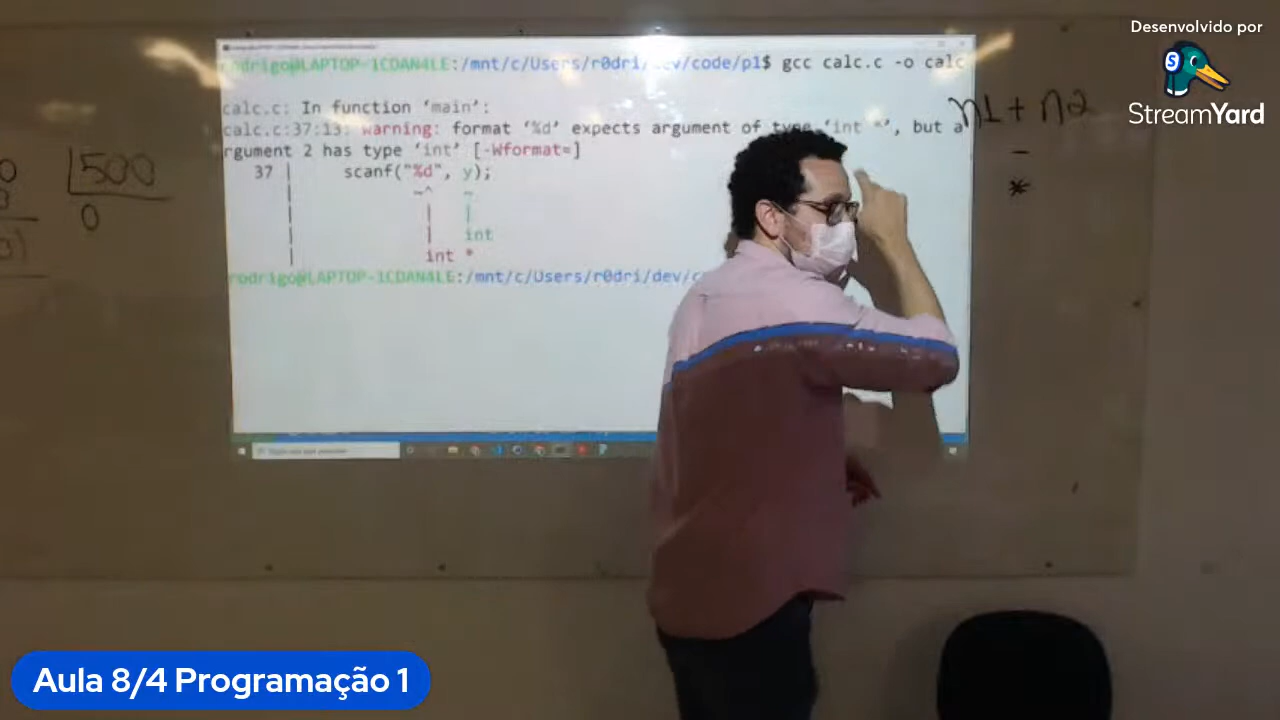 Desenvolvido por
StreamYard
rodrigo@LAPTOP-1CDAN4LE:/mnt/c/Users/r0dri/dev/code/p1$ gcc calc.c -o calc
calc.c: In function ‘main’:
calc.c:37:13: warning: format ‘%d’ expects argument of type ‘int *’, but a
rgument 2 has type ‘int’ [-Wformat=]
37 | scanf("%d", y);
| ~^ ~
| | |
| | int
| int *
rodrigo@LAPTOP-1CDAN4LE:/mnt/c/Users/r0dri/dev/c
n1 + n2
-
*
500
0
Aula 8/4 Programação 1